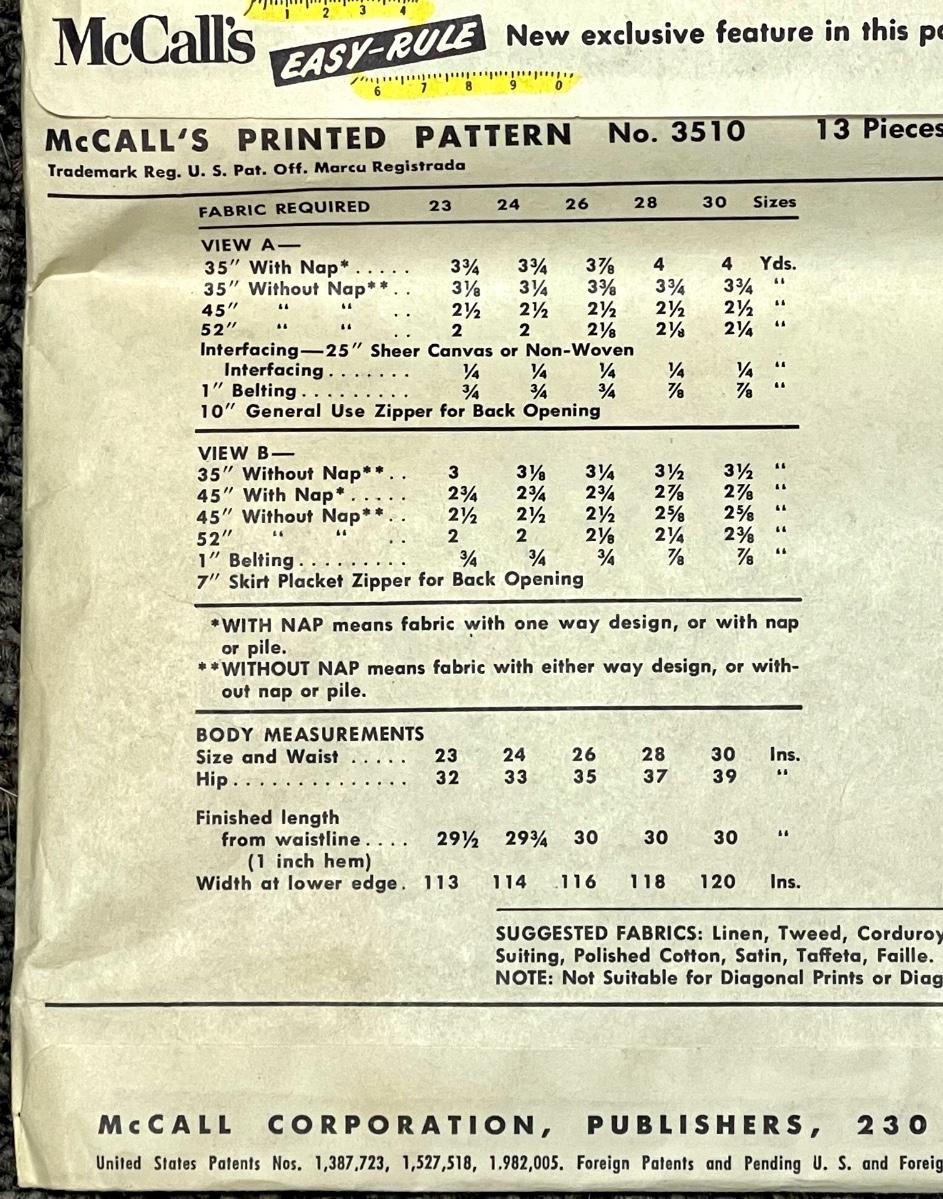 1 2 3 4
McCall's EASY-RULE New exclusive feature in this
6 7 8 9 0
McCALL'S PRINTED PATTERN No. 3510 13 Pieces
Trademark Reg. U. S. Pat. Off. Marcu Registrada
FABRIC REQUIRED 23 24 26 28 30 Sizes
VIEW A—
35″ With Nap*..... 3¾ 3¾ 3⅞ 4 4 Yds.
35″ Without Nap**.. 3⅛ 3¼ 3⅜ 3¾ 3¾ “
45″ “ “ .. 2½ 2½ 2½ 2½ 2½ “
52″ “ “ .. 2 2 2⅛ 2⅛ 2¼ “
Interfacing—25″ Sheer Canvas or Non-Woven
Interfacing....... ¼ ¼ ¼ ¼ ¼ “
1″ Belting......... ¾ ¾ ¾ ⅞ ⅞ “
10″ General Use Zipper for Back Opening
VIEW B—
35″ Without Nap**.. 3 3⅛ 3¼ 3½ 3½ “
45″ With Nap*..... 2¾ 2¾ 2¾ 2⅞ 2⅞ “
45″ Without Nap**.. 2½ 2½ 2½ 2⅝ 2⅝ “
52″ “ “ .. 2 2 2⅛ 2¼ 2⅜ “
1″ Belting......... ¾ ¾ ¾ ⅞ ⅞ “
7″ Skirt Placket Zipper for Back Opening
*WITH NAP means fabric with one way design, or with nap
or pile.
**WITHOUT NAP means fabric with either way design, or with-
out nap or pile.
BODY MEASUREMENTS
Size and Waist ..... 23 24 26 28 30 Ins.
Hip.............. 32 33 35 37 39 “
Finished length
from waistline.... 29½ 29¾ 30 30 30 “
(1 inch hem)
Width at lower edge. 113 114 116 118 120 Ins.
SUGGESTED FABRICS: Linen, Tweed, Corduroy
Suiting, Polished Cotton, Satin, Taffeta, Faille.
NOTE: Not Suitable for Diagonal Prints or Diag
McCALL CORPORATION, PUBLISHERS, 230
United States Patents Nos. 1,387,723, 1,527,518, 1.982,005. Foreign Patents and Pending U. S. and Foreig